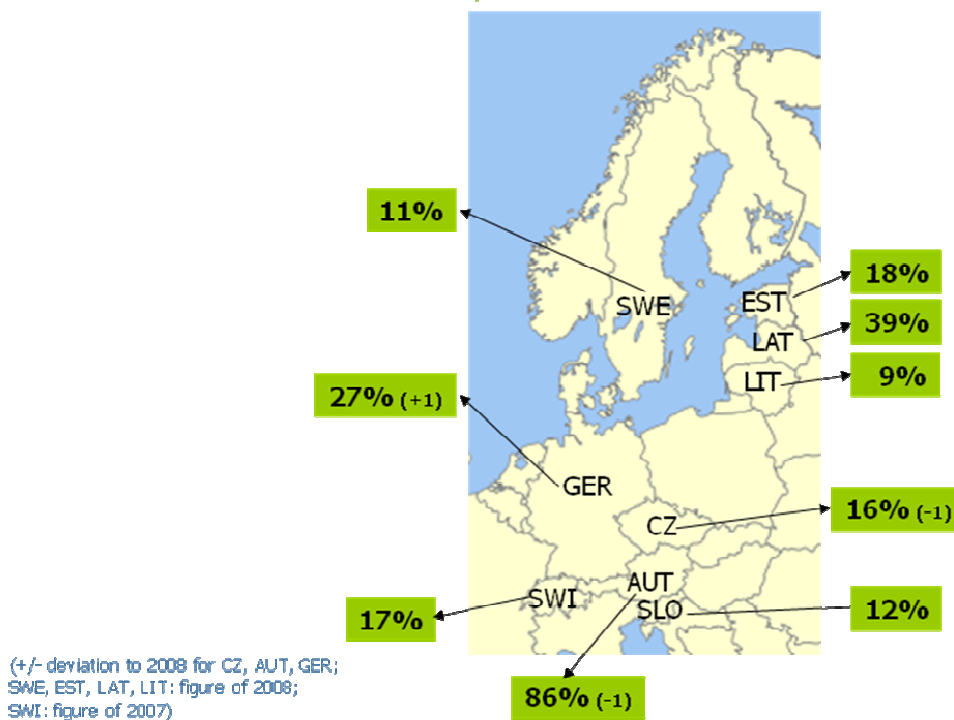 11%
SWE
EST
18%
LAT
39%
LIT
9%
27% (+1)
GER
CZ
16% (-1)
AUT
SWI
SLO
12%
17%
86% (-1)
(+/- deviation to 2008 for CZ, AUT, GER;
SWE, EST, LAT, LIT: figure of 2008;
SWI: figure of 2007)